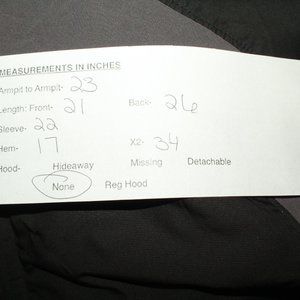 MEASUREMENTS IN INCHES
Armpit to Armpit- 23
Length: Front- 21 Back- 26
Sleeve- 22
Hem- 17 X2- 34
Hood- Hideaway Missing Detachable
None Reg Hood